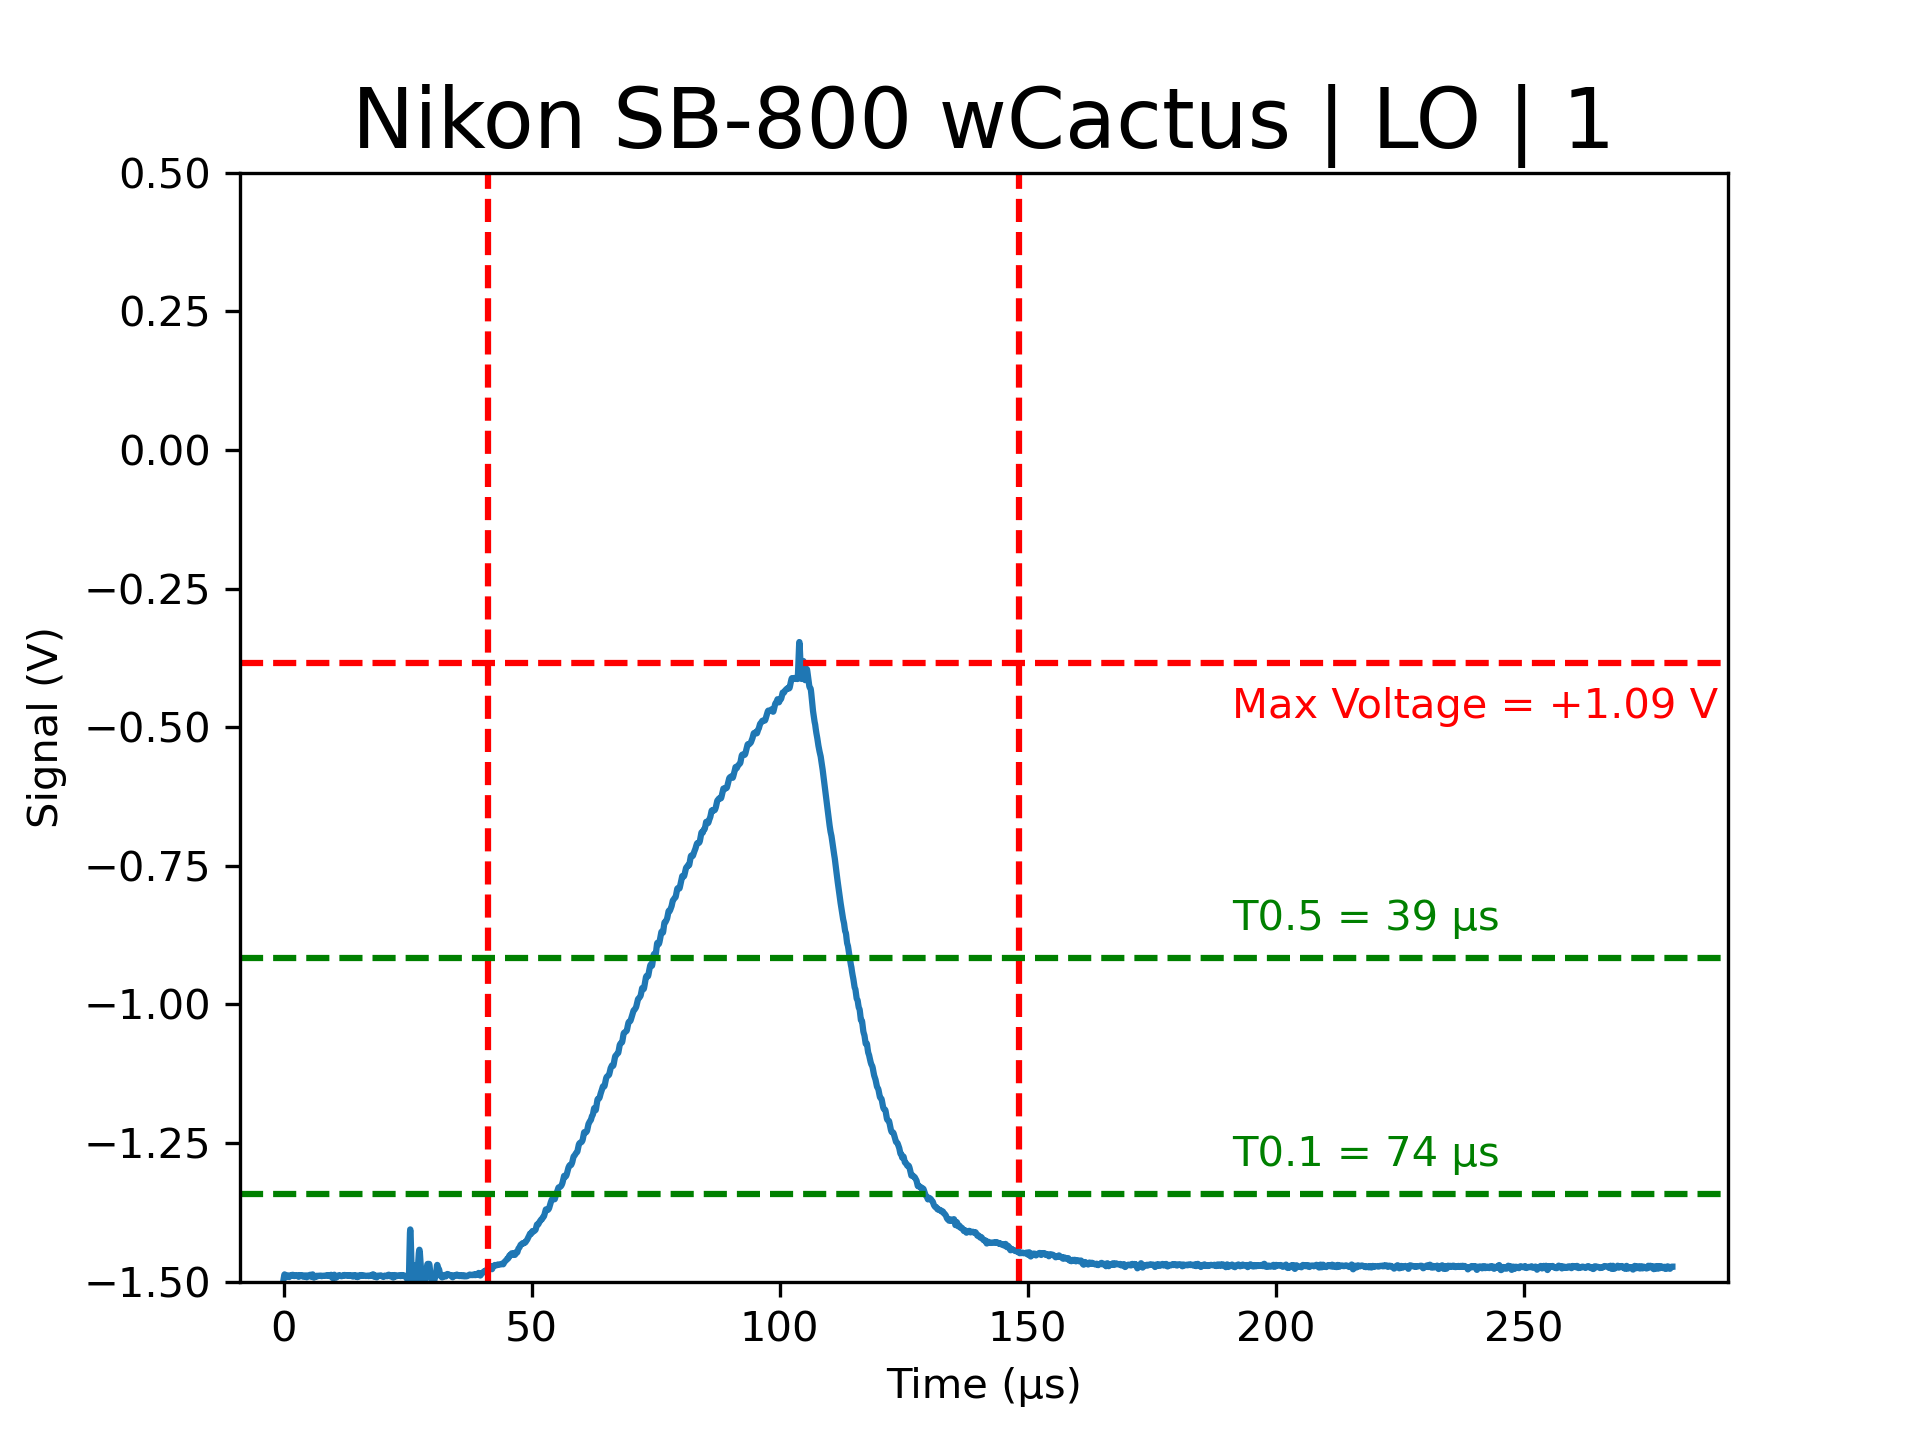 Nikon SB-800 wCactus | LO | 1
0.50
0.25
0.00
−0.25
−0.50
−0.75
−1.00
−1.25
−1.50
Signal (V)
Max Voltage = +1.09 V
T0.5 = 39 µs
T0.1 = 74 µs
0 50 100 150 200 250
Time (µs)